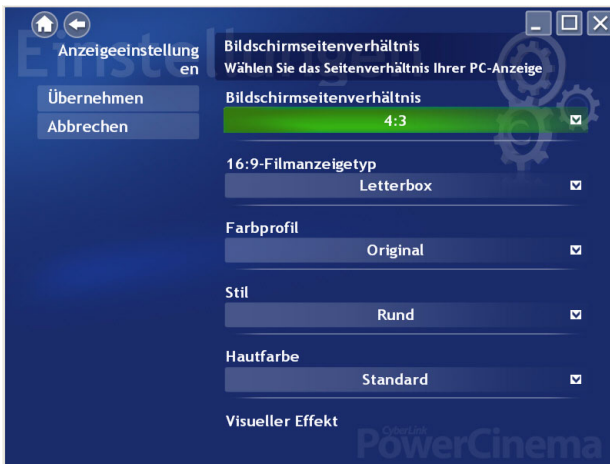 Einstellungen
Anzeigeeinstellung
en
Übernehmen
Abbrechen
Bildschirmseitenverhältnis
Wählen Sie das Seitenverhältnis Ihrer PC-Anzeige
Bildschirmseitenverhältnis
4:3
16:9-Filmanzeigetyp
Letterbox
Farbprofil
Original
Stil
Rund
Hautfarbe
Standard
Visueller Effekt
CyberLink
PowerCinema